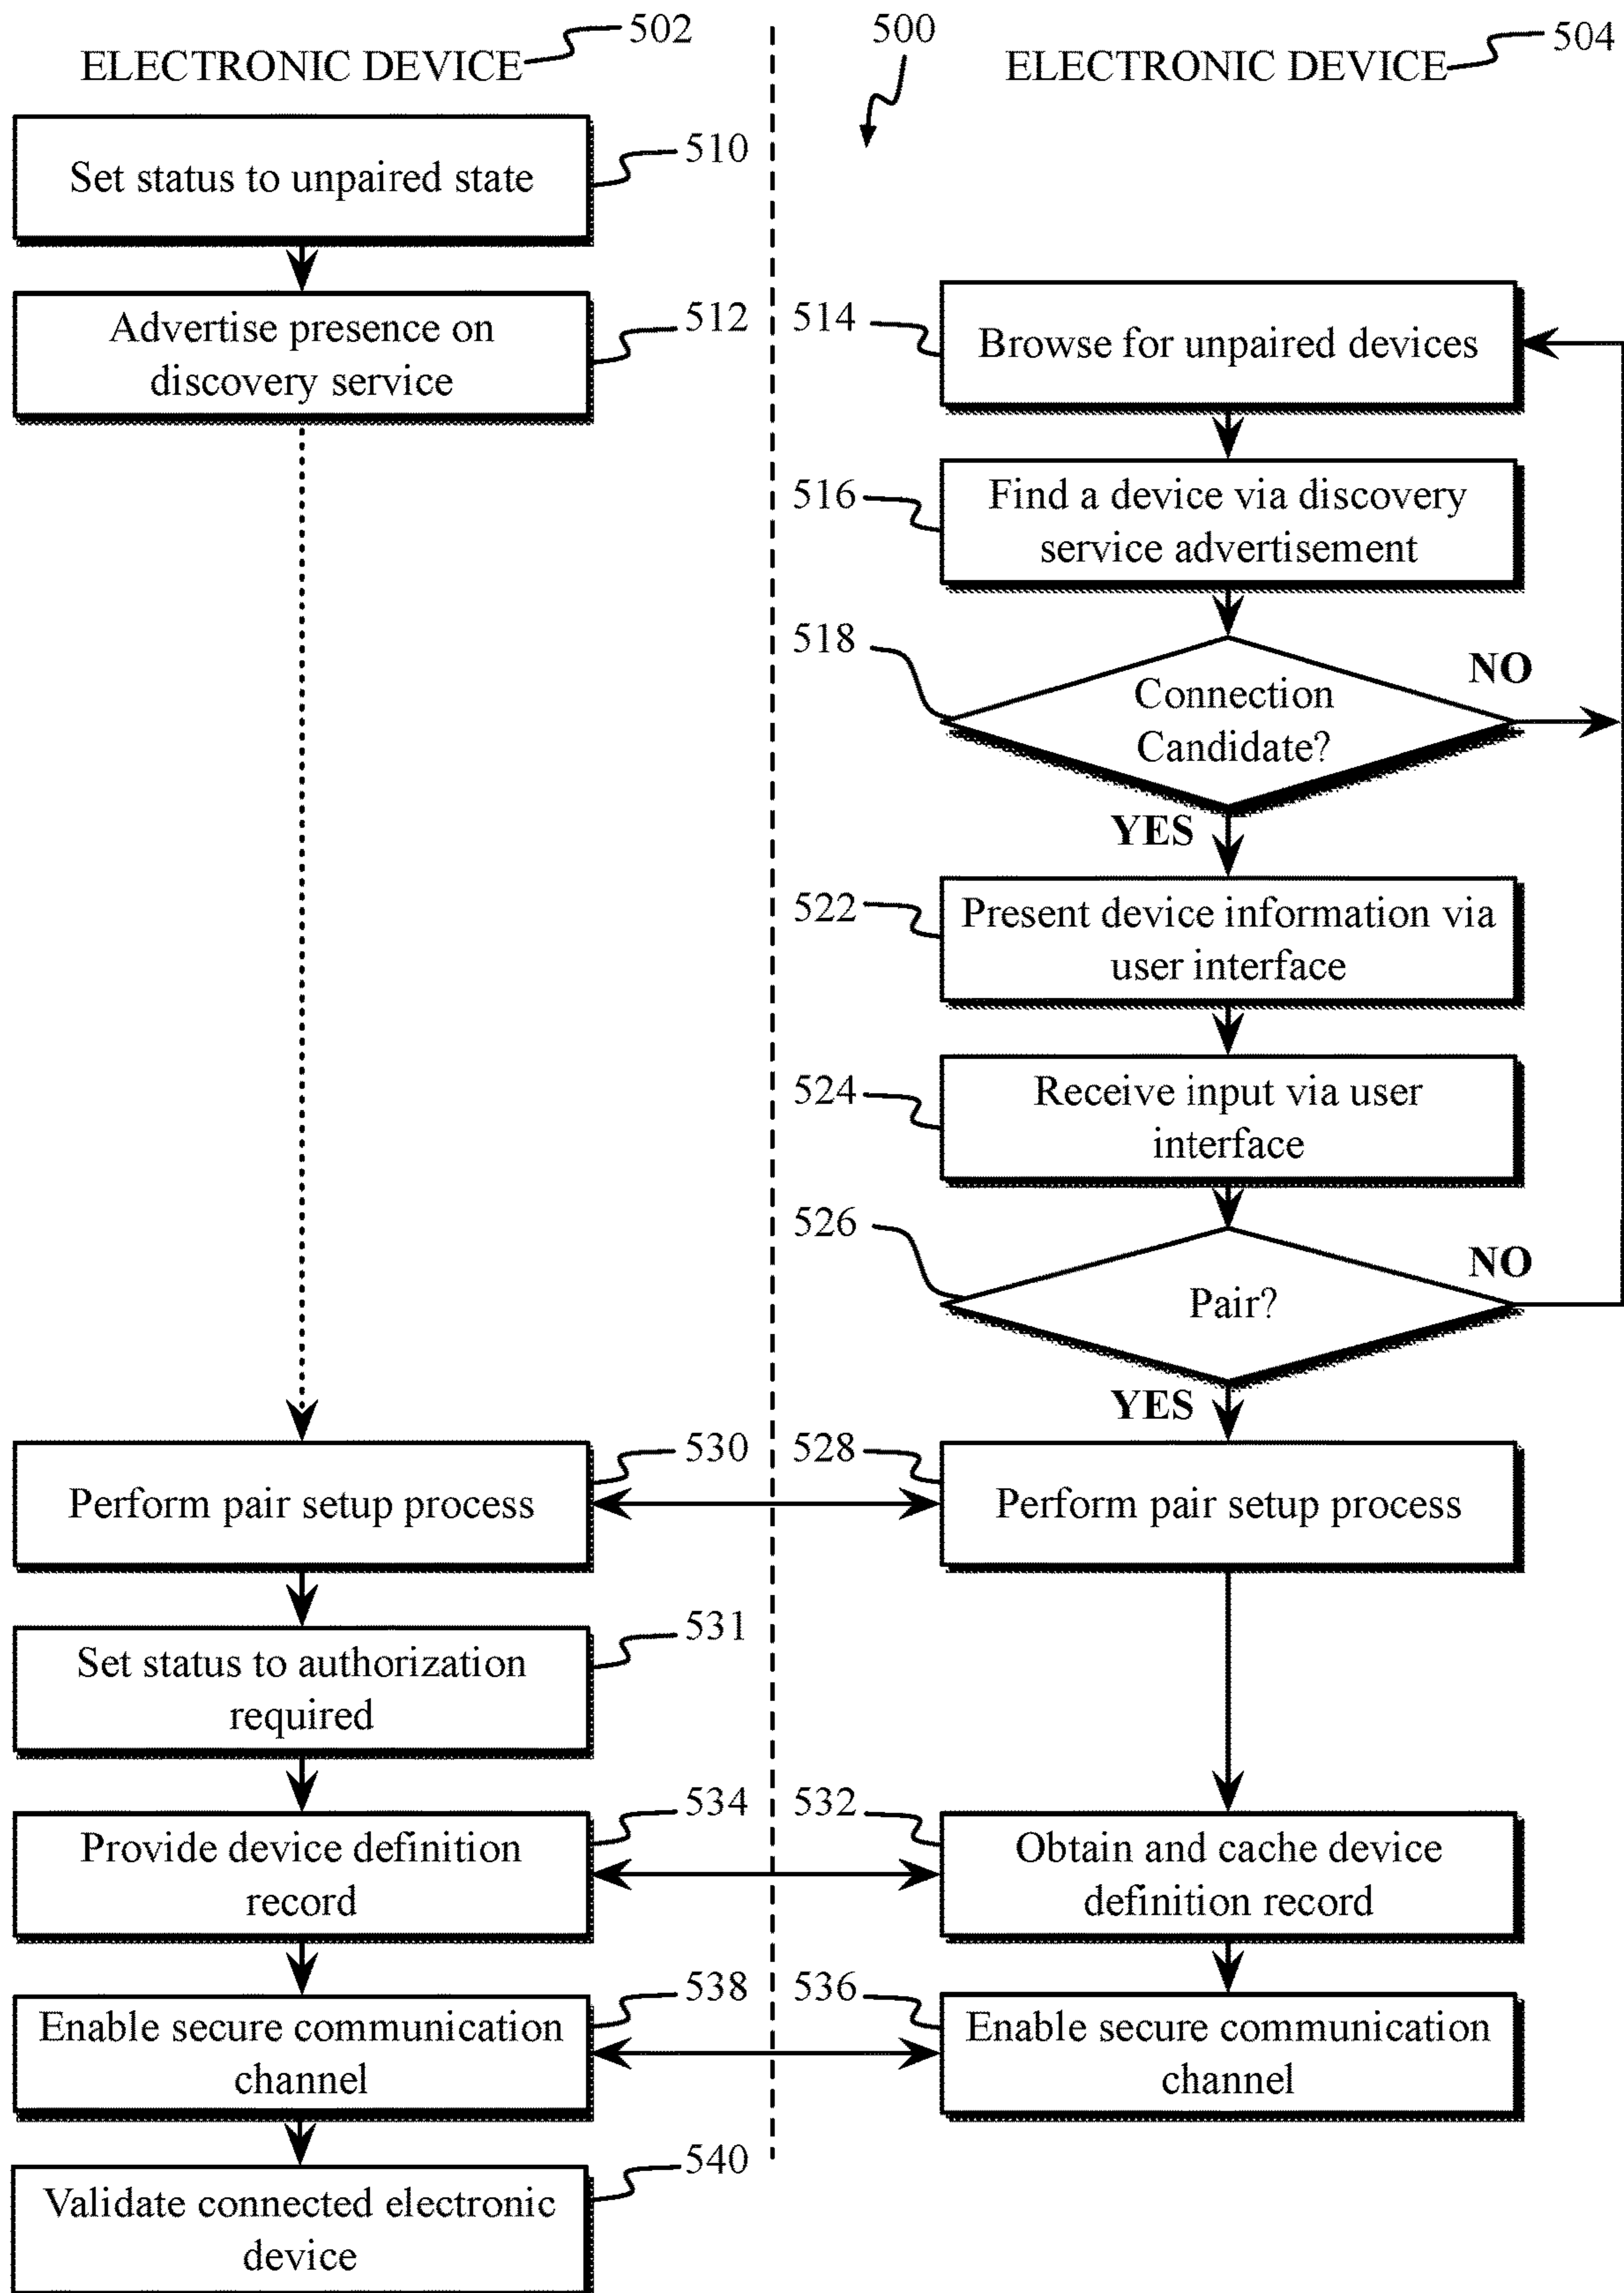 ELECTRONIC DEVICE 502
500
ELECTRONIC DEVICE 504
Set status to unpaired state
510
Advertise presence on
discovery service
512
514
Browse for unpaired devices
516
Find a device via discovery
service advertisement
518
Connection
Candidate?
NO
YES
522
Present device information via
user interface
524
Receive input via user
interface
526
Pair?
NO
YES
Perform pair setup process
530
528
Perform pair setup process
Set status to authorization
required
531
Provide device definition
record
534
532
Obtain and cache device
definition record
Enable secure communication
channel
538
536
Enable secure communication
channel
Validate connected electronic
device
540